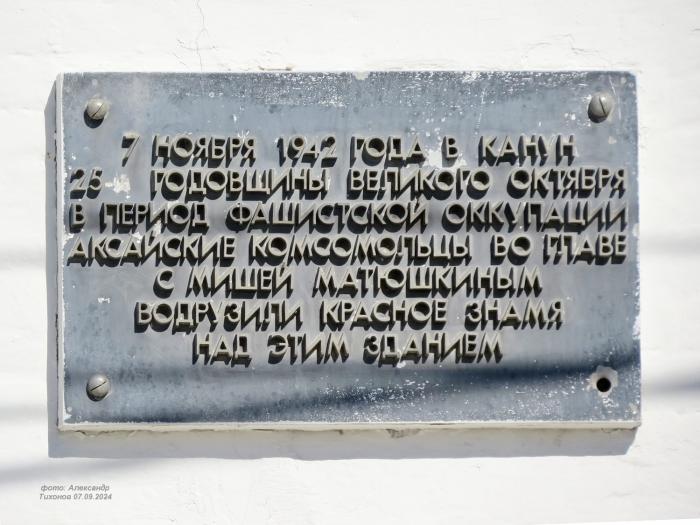 7 НОЯБРЯ 1942 ГОДА В КАНУН
25 ГОДОВЩИНЫ ВЕЛИКОГО ОКТЯБРЯ
В ПЕРИОД ФАШИСТСКОЙ ОККУПАЦИИ
АКСАЙСКИЕ КОМСОМОЛЬЦЫ ВО ГЛАВЕ
С МИШЕЙ МАТЮШКИНЫМ
ВОДРУЗИЛИ КРАСНОЕ ЗНАМЯ
НАД ЭТИМ ЗДАНИЕМ
фото: Александр
Тихонов 07.09.2024